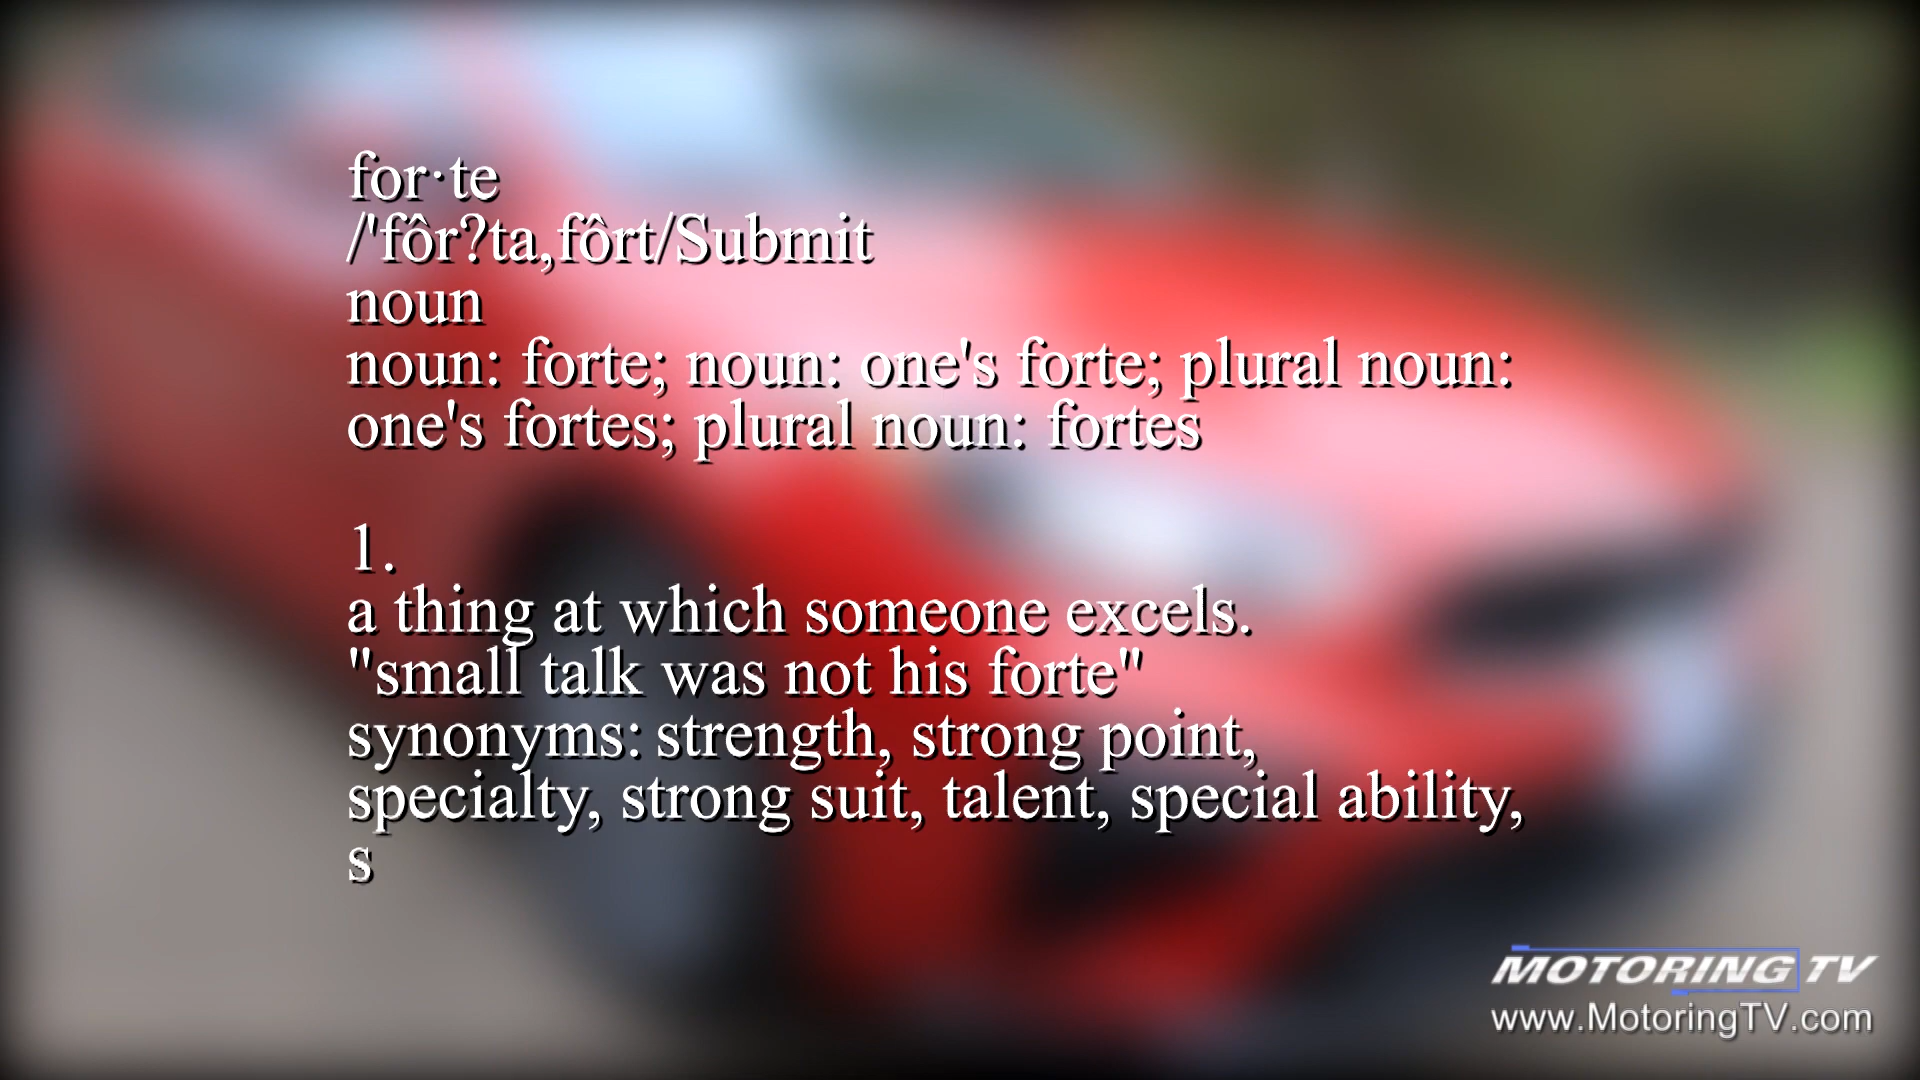 for·te
/'fôr?ta,fôrt/Submit
noun
noun: forte; noun: one's forte; plural noun:
one's fortes; plural noun: fortes
1.
a thing at which someone excels.
"small talk was not his forte"
synonyms: strength, strong point,
specialty, strong suit, talent, special ability,
s
MOTORING TV
www.MotoringTV.com